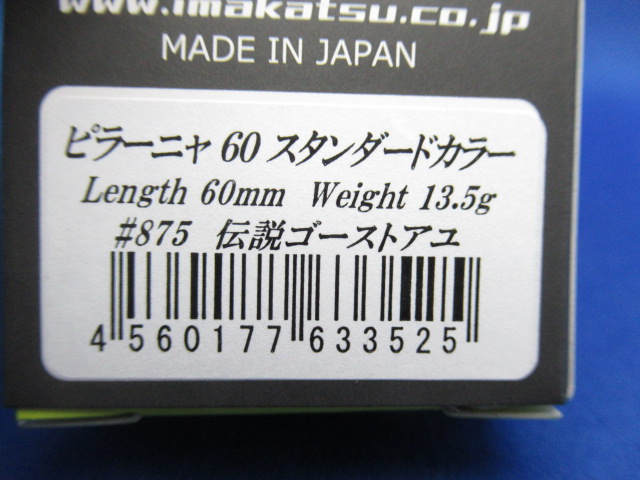 www.imakatsu.co.jp
MADE IN JAPAN
ピラーニャ 60 スタンダードカラー
Length 60mm Weight 13.5g
#875 伝説ゴーストアユ
4 560177 633525